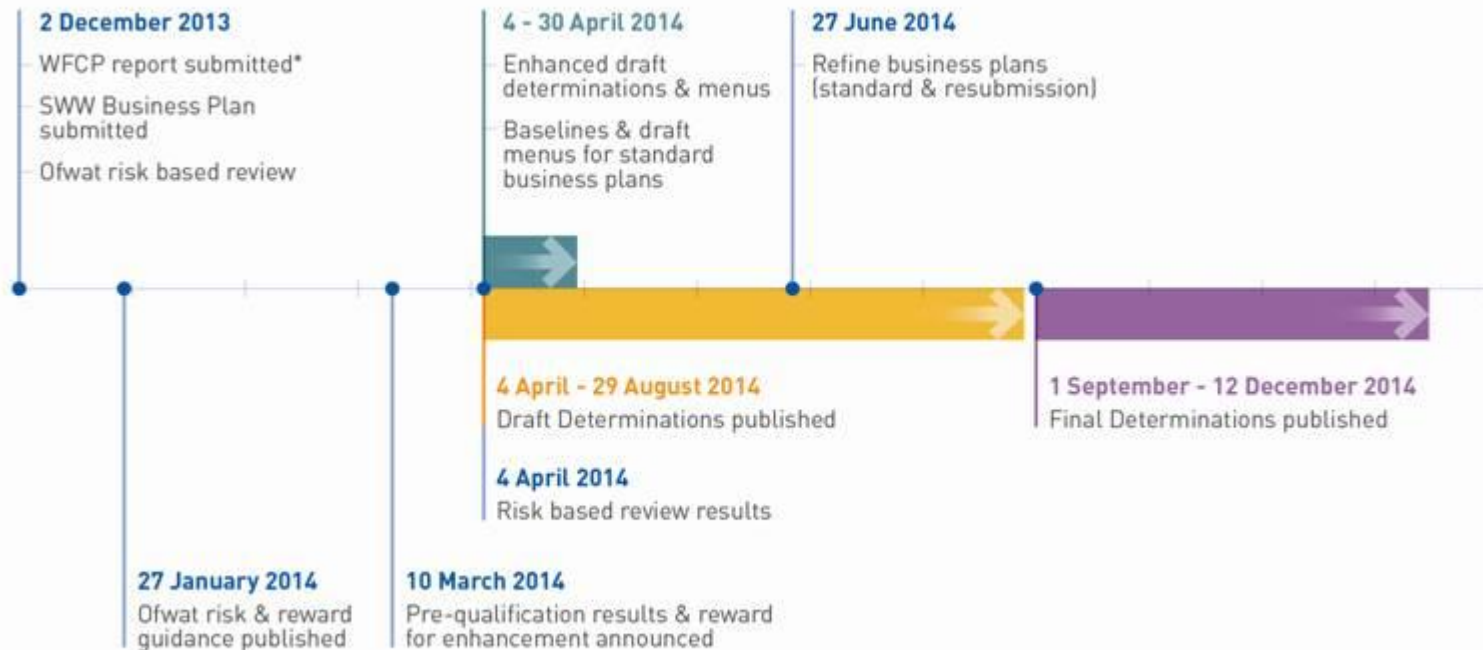 2 December 2013
WFCP report submitted*
SWW Business Plan
submitted
Ofwat risk based review
4 - 30 April 2014
Enhanced draft
determinations & menus
Baselines & draft
menus for standard
business plans
27 June 2014
Refine business plans
(standard & resubmission)
4 April - 29 August 2014
Draft Determinations published
4 April 2014
Risk based review results
1 September - 12 December 2014
Final Determinations published
27 January 2014
Ofwat risk & reward
guidance published
10 March 2014
Pre-qualification results & reward
for enhancement announced